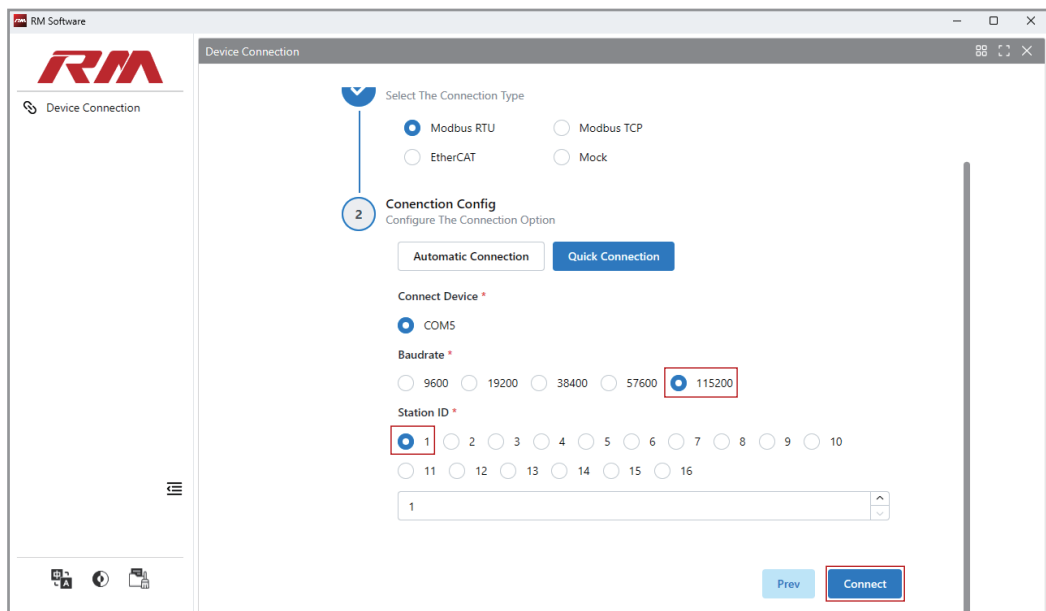 RM Software
RM
Device Connection
Device Connection
Select The Connection Type
Modbus RTU Modbus TCP
EtherCAT Mock
2 Conenction Config
Configure The Connection Option
Automatic Connection Quick Connection
Connect Device *
COM5
Baudrate *
9600 19200 38400 57600 115200
Station ID *
1 2 3 4 5 6 7 8 9 10
11 12 13 14 15 16
1
中 A
Prev Connect